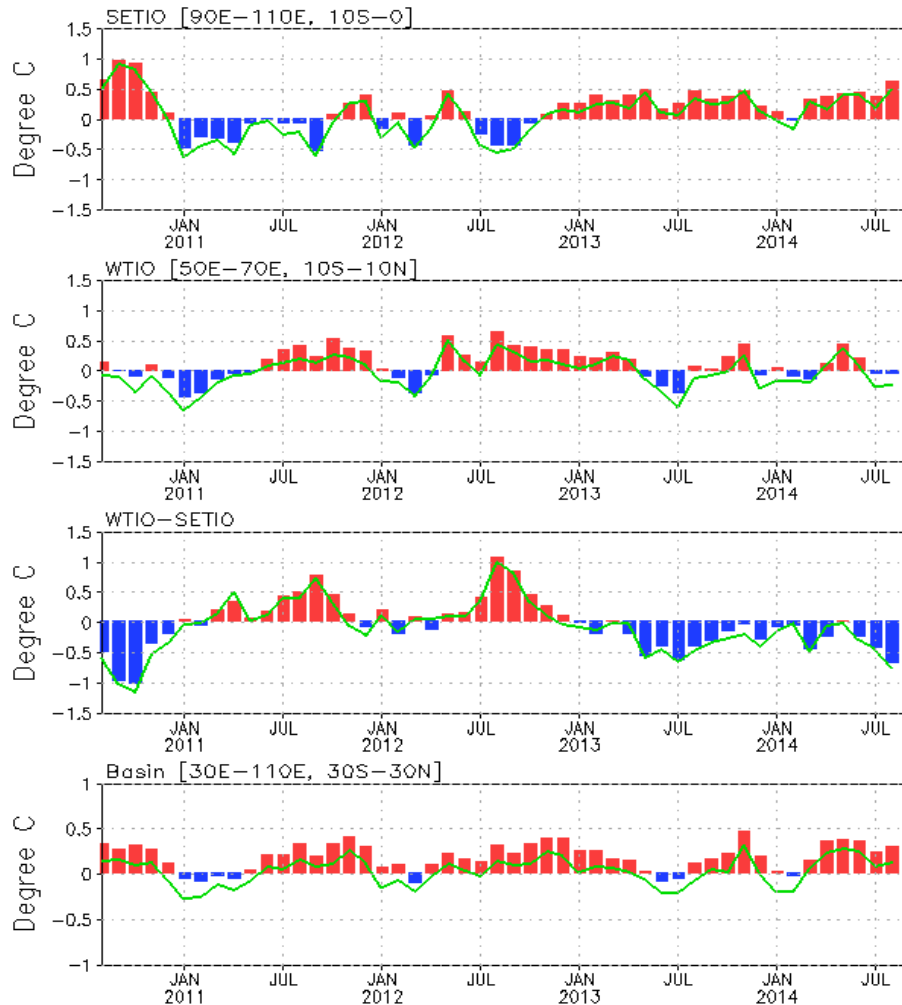 SETIO [90E-110E, 10S-0]
Degree C
1.5
1
0.5
0
-0.5
-1
-1.5
JAN JUL JAN JUL JAN JUL JAN JUL
2011 2012 2013 2014
WTIO [50E-70E, 10S-10N]
Degree C
1.5
1
0.5
0
-0.5
-1
-1.5
JAN JUL JAN JUL JAN JUL JAN JUL
2011 2012 2013 2014
WTIO-SETIO
Degree C
1.5
1
0.5
0
-0.5
-1
-1.5
JAN JUL JAN JUL JAN JUL JAN JUL
2011 2012 2013 2014
Basin [30E-110E, 30S-30N]
Degree C
1
0.5
0
-0.5
-1
JAN JUL JAN JUL JAN JUL JAN JUL
2011 2012 2013 2014